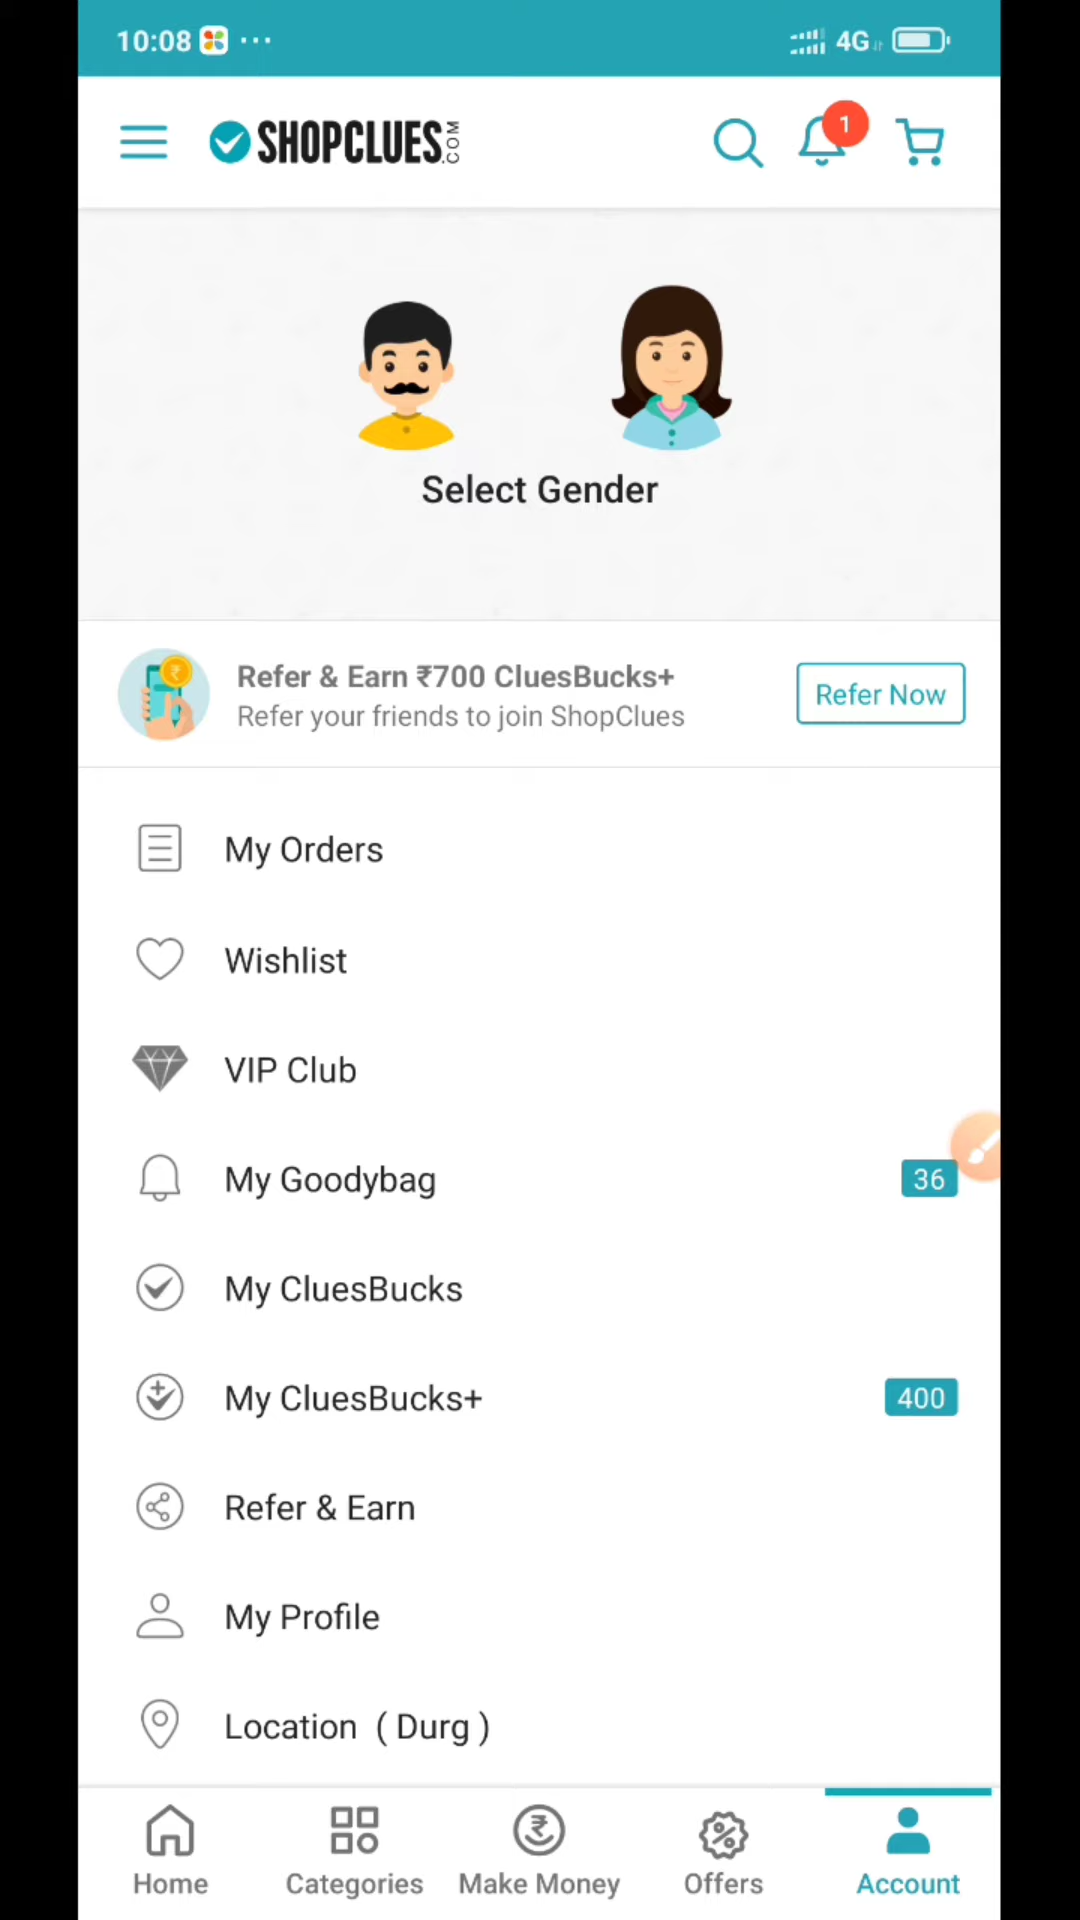 10:08 ... 4G
SHOPCLUES.COM
1
Select Gender
Refer & Earn ₹700 CluesBucks+
Refer your friends to join ShopClues
Refer Now
My Orders
Wishlist
VIP Club
My Goodybag 36
My CluesBucks
My CluesBucks+ 400
Refer & Earn
My Profile
Location ( Durg )
Home Categories Make Money Offers Account